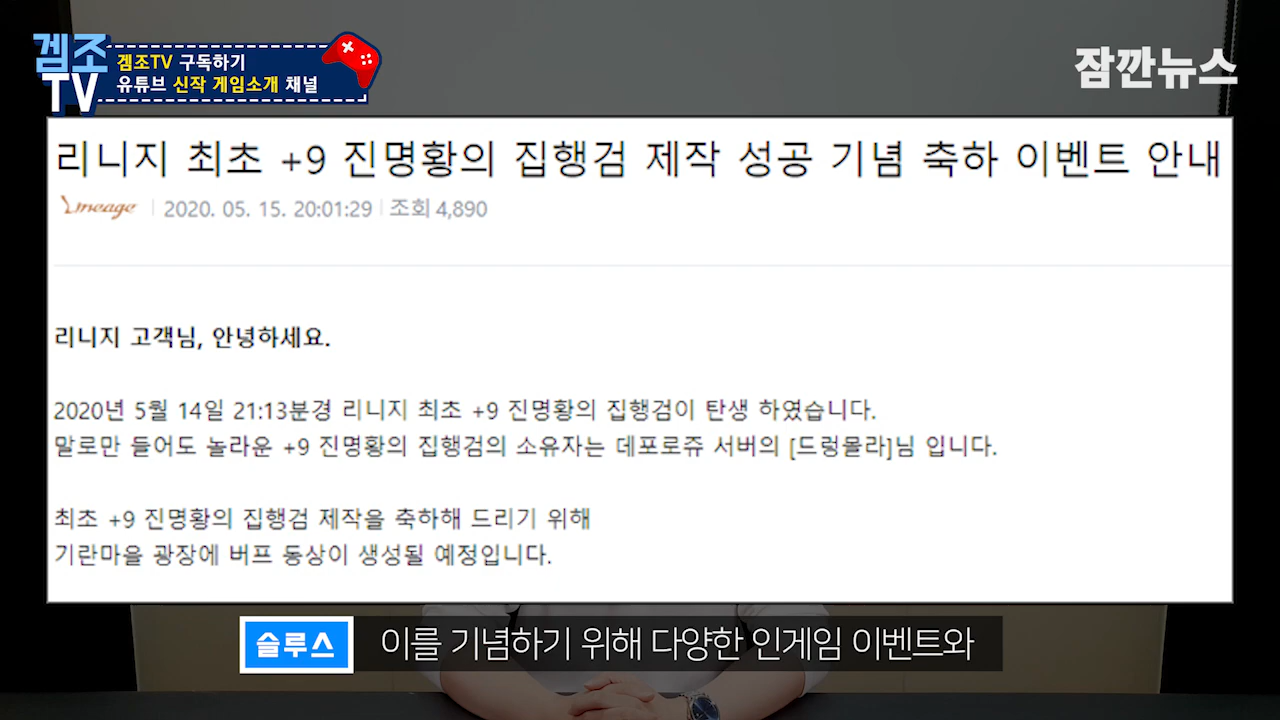 겜조
TV
겜조TV 구독하기
유튜브 신작 게임소개 채널
잠깐뉴스
리니지 최초 +9 진명황의 집행검 제작 성공 기념 축하 이벤트 안내
Lineage 2020. 05. 15. 20:01:29 조회 4,890
리니지 고객님, 안녕하세요.
2020년 5월 14일 21:13분경 리니지 최초 +9 진명황의 집행검이 탄생 하였습니다.
말로만 들어도 놀라운 +9 진명황의 집행검의 소유자는 데포로쥬 서버의 [드렁몰라]님 입니다.
최초 +9 진명황의 집행검 제작을 축하해 드리기 위해
기란마을 광장에 버프 동상이 생성될 예정입니다.
슬루스 이를 기념하기 위해 다양한 인게임 이벤트와